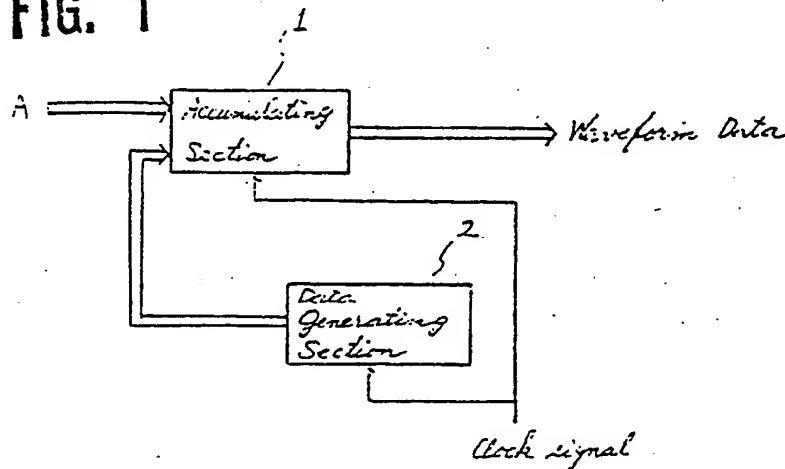 FIG. 1
1
A
Accumulating
Section
Waveform Data
2
Data
Generating
Section
Clock signal